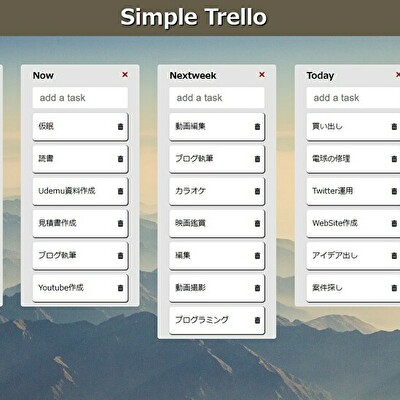 Simple Trello
Now
×
add a task
仮眠
読書
Udemu資料作成
見積書作成
ブログ執筆
Youtube作成
Nextweek
×
add a task
動画編集
ブログ執筆
カラオケ
映画鑑賞
編集
動画撮影
プログラミング
Today
×
add a task
買い出し
電球の修理
Twitter運用
WebSite作成
アイデア出し
案件探し